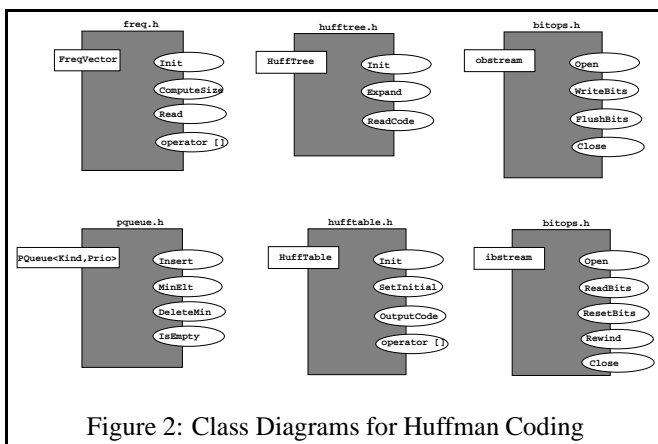 freq.h
FreqVector
Init
ComputeSize
Read
operator []
hufftree.h
HuffTree
Init
Expand
ReadCode
bitops.h
obstream
Open
WriteBits
FlushBits
Close
pqueue.h
PQueue<Kind,Prio>
Insert
MinElt
DeleteMin
IsEmpty
hufftable.h
HuffTable
Init
SetInitial
OutputCode
operator []
bitops.h
ibstream
Open
ReadBits
ResetBits
Rewind
Close
Figure 2: Class Diagrams for Huffman Coding